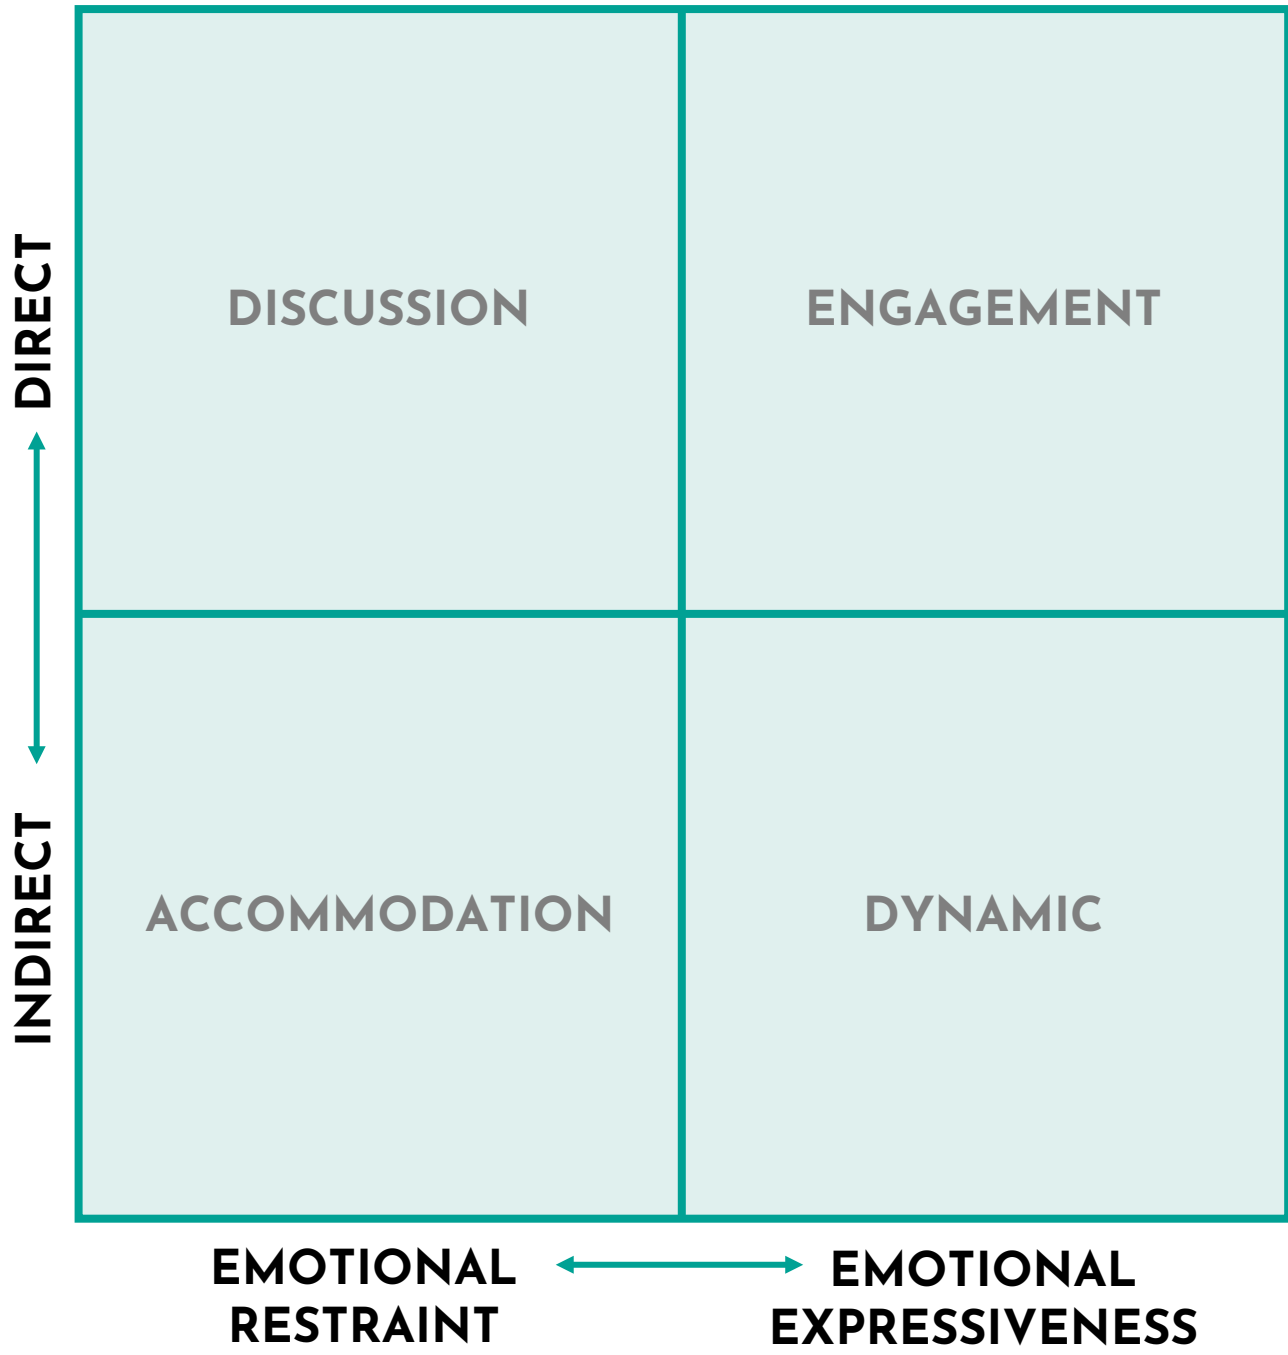 DIRECT
DISCUSSION
ENGAGEMENT
INDIRECT
ACCOMMODATION
DYNAMIC
EMOTIONAL
RESTRAINT
EMOTIONAL
EXPRESSIVENESS